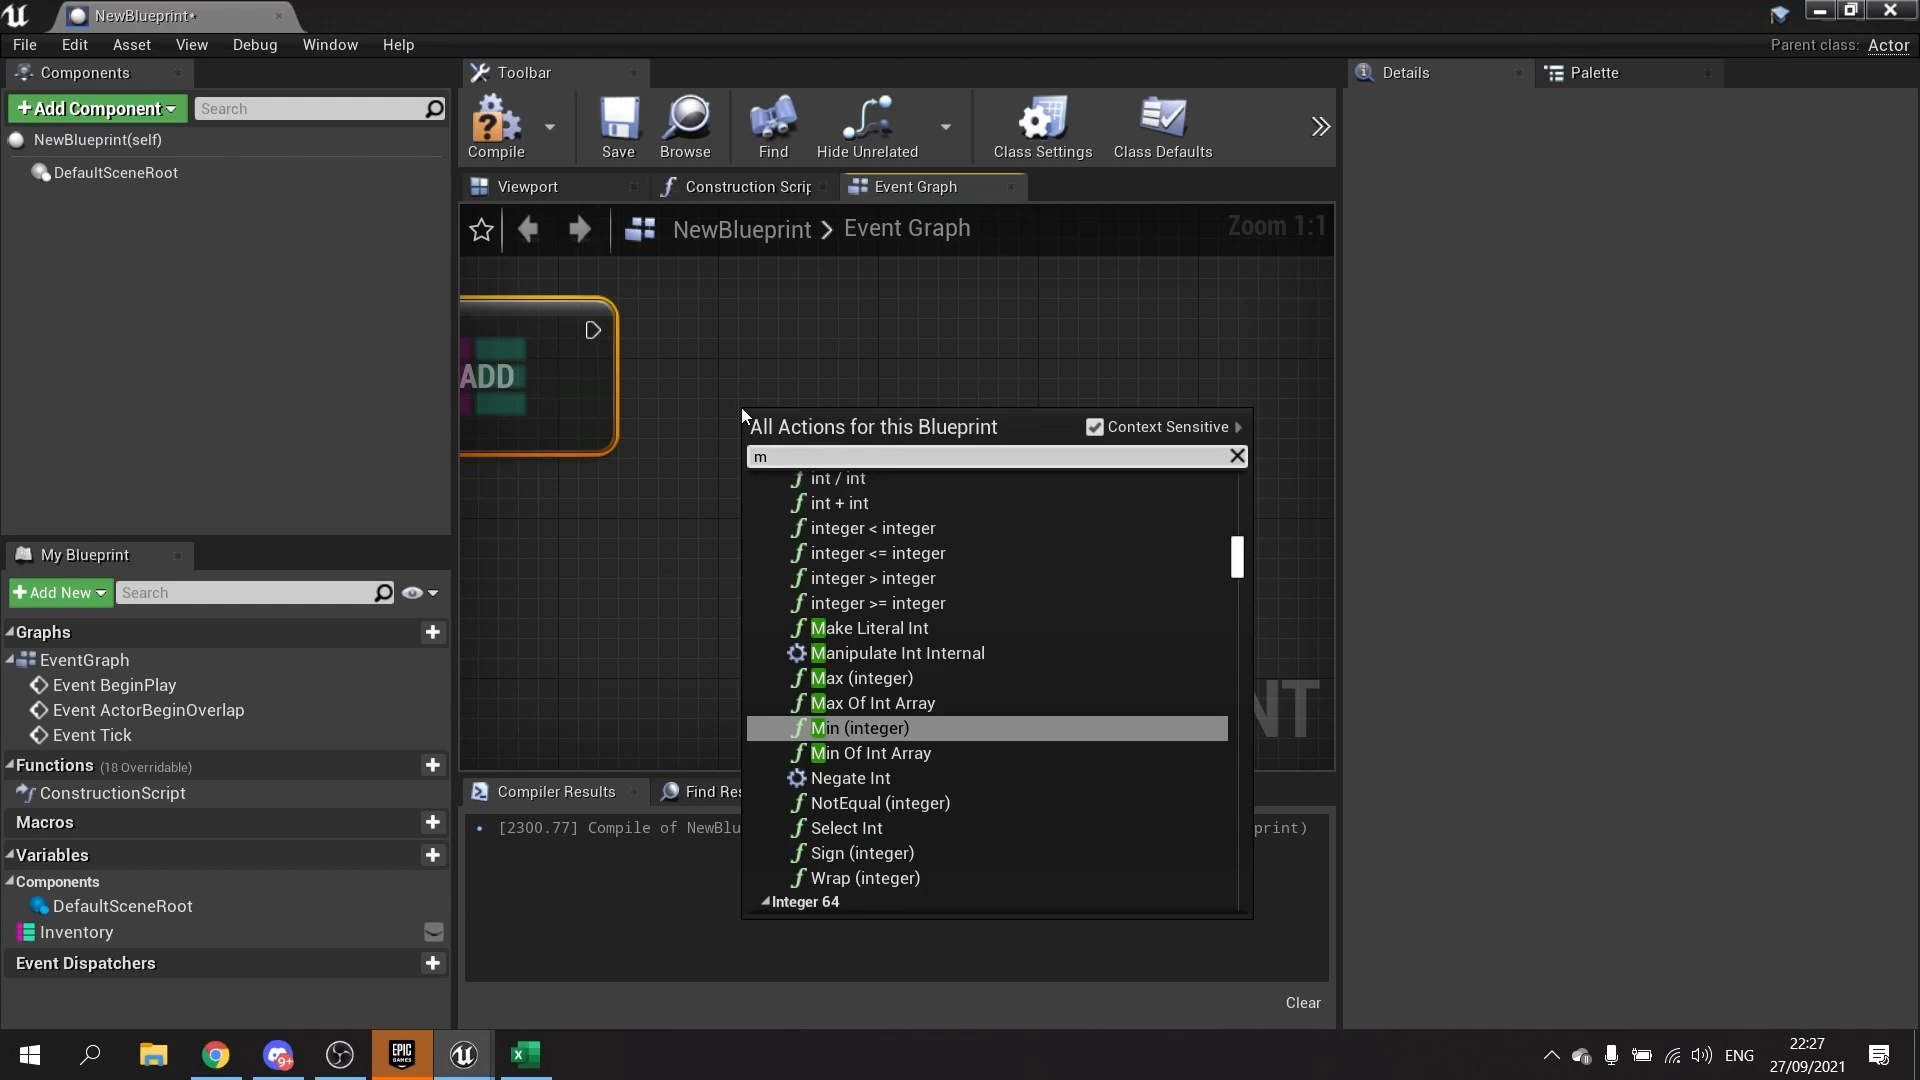 NewBlueprint*
File Edit Asset View Debug Window Help
Parent class: Actor
Components
Toolbar
Details
Palette
+Add Component
Search
NewBlueprint(self)
DefaultSceneRoot
Compile
Save
Browse
Find
Hide Unrelated
Class Settings
Class Defaults
Viewport
Construction Scrip
Event Graph
NewBlueprint > Event Graph
Zoom 1:1
ADD
All Actions for this Blueprint
Context Sensitive
m
int / int
int + int
integer < integer
integer <= integer
integer > integer
integer >= integer
Make Literal Int
Manipulate Int Internal
Max (integer)
Max Of Int Array
Min (integer)
Min Of Int Array
Negate Int
NotEqual (integer)
Select Int
Sign (integer)
Wrap (integer)
Integer 64
NT
My Blueprint
+Add New
Search
Graphs
EventGraph
Event BeginPlay
Event ActorBeginOverlap
Event Tick
Functions (18 Overridable)
ConstructionScript
Macros
Variables
Components
DefaultSceneRoot
Inventory
Event Dispatchers
Compiler Results
Find Res
[2300.77] Compile of NewBlu
print)
Clear
EPIC
GAMES
9+
ENG
22:27
27/09/2021